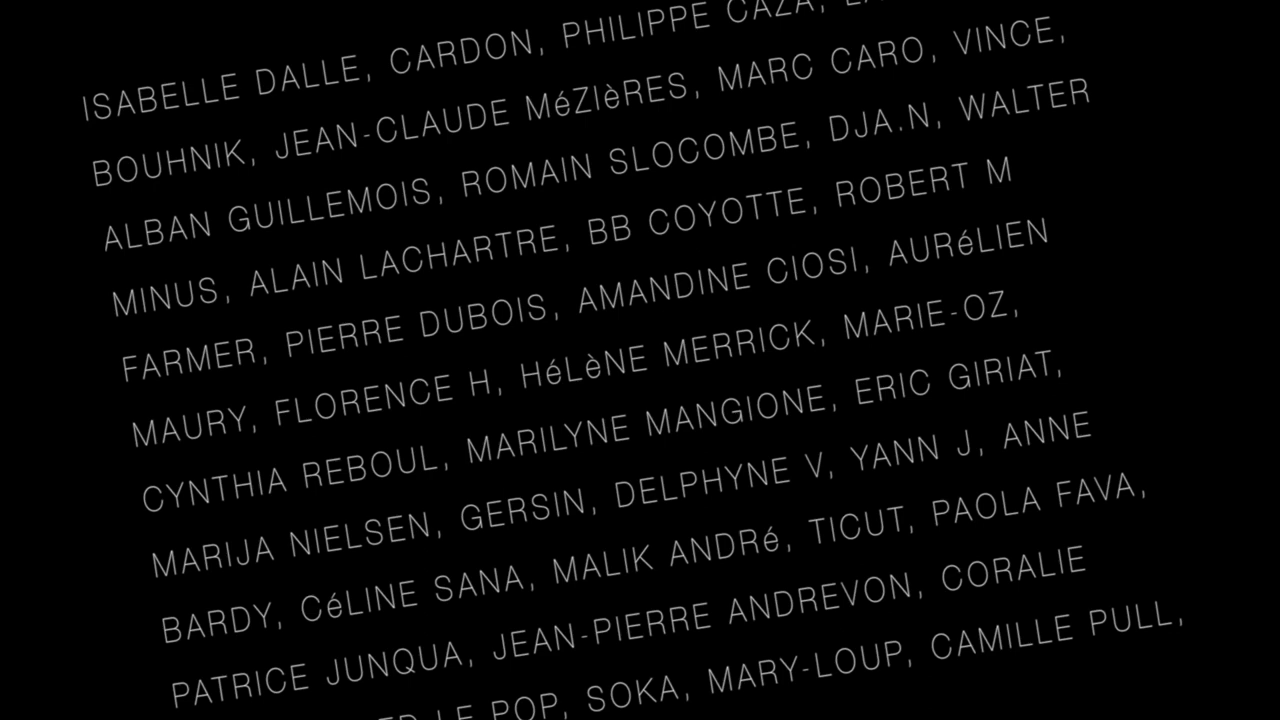 ISABELLE DALLE, CARDON, PHILIPPE CAZA,
BOUHNIK, JEAN-CLAUDE MéZIèRES, MARC CARO, VINCE,
ALBAN GUILLEMOIS, ROMAIN SLOCOMBE, DJA.N, WALTER
MINUS, ALAIN LACHARTRE, BB COYOTTE, ROBERT M
FARMER, PIERRE DUBOIS, AMANDINE CIOSI, AURéLIEN
MAURY, FLORENCE H, HéLèNE MERRICK, MARIE-OZ,
CYNTHIA REBOUL, MARILYNE MANGIONE, ERIC GIRIAT,
MARIJA NIELSEN, GERSIN, DELPHYNE V, YANN J, ANNE
BARDY, CéLINE SANA, MALIK ANDRé, TICUT, PAOLA FAVA,
PATRICE JUNQUA, JEAN-PIERRE ANDREVON, CORALIE
LE POP, SOKA, MARY-LOUP, CAMILLE PULL,